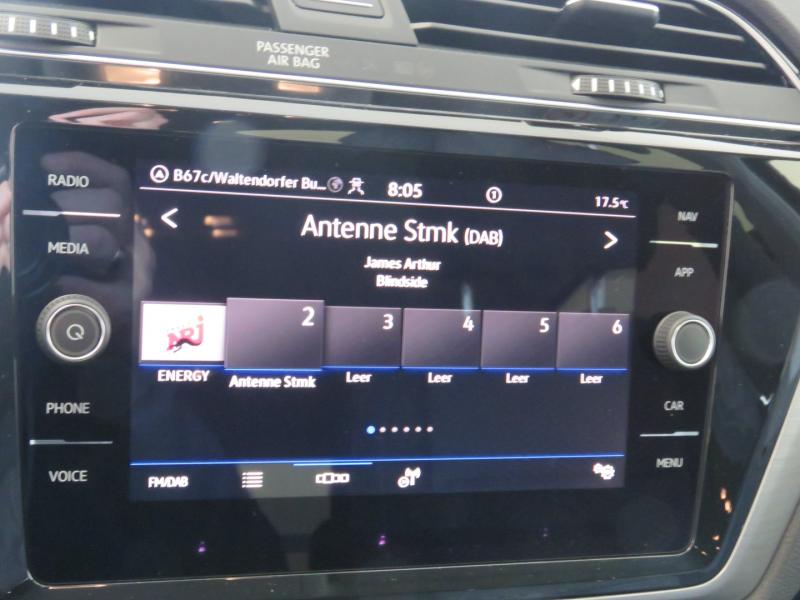 PASSENGER
AIR BAG
RADIO
MEDIA
PHONE
VOICE
B67c/Waltendorfer Bu... 8:05 1 17.5°C
Antenne Stmk (DAB)
James Arthur
Blindside
NRJ 2 3 4 5 6
ENERGY Antenne Stmk Leer Leer Leer Leer
FM/DAB
NAV
APP
CAR
MENU